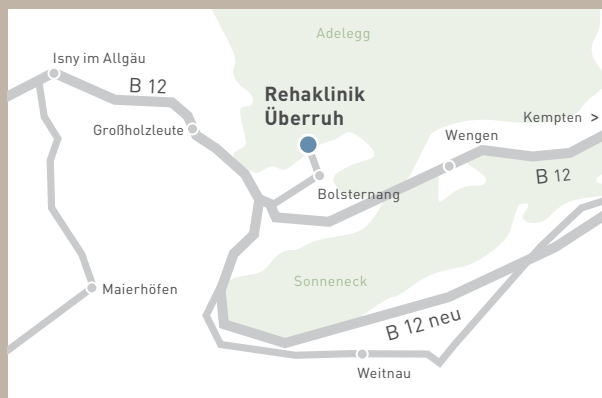 Adelegg
Isny im Allgäu
B 12
Rehaklinik
Überruh
Großholzleute
Kempten >
Wengen
B 12
Bolsternang
Sonneneck
Maierhöfen
B 12 neu
Weitnau